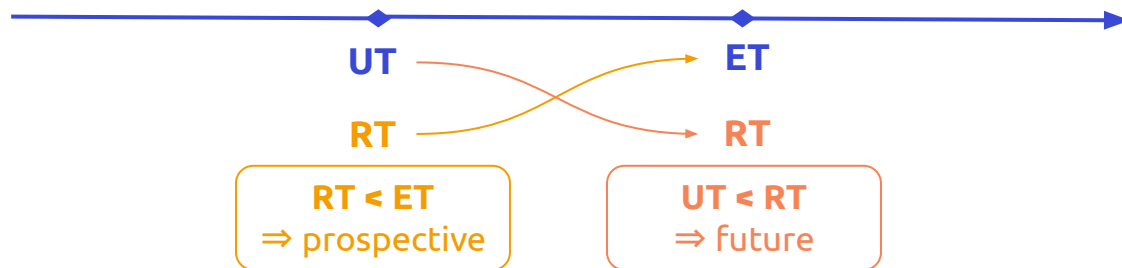 UT
ET
RT
RT
RT < ET
⇒ prospective
UT < RT
⇒ future